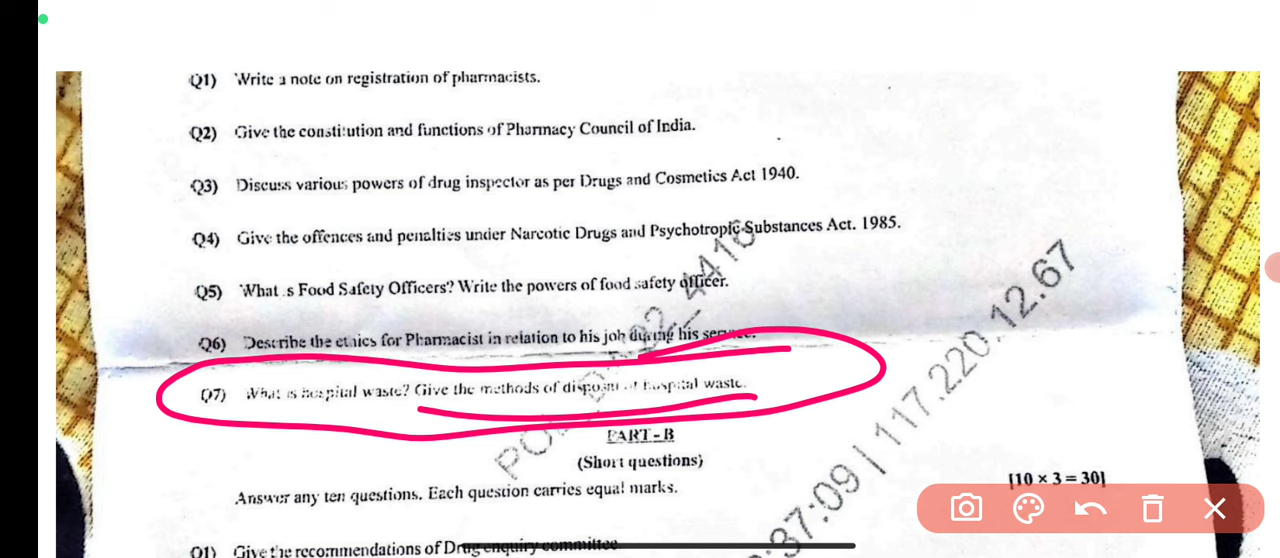 Q1) Write a note on registration of pharmacists.
Q2) Give the constitution and functions of Pharmacy Council of India.
Q3) Discuss various powers of drug inspector as per Drugs and Cosmetics Act 1940.
Q4) Give the offences and penalties under Narcotic Drugs and Psychotropic Substances Act. 1985.
Q5) What is Food Safety Officers? Write the powers of food safety officer.
Q6) Describe the ethics for Pharmacist in relation to his job during his service.
Q7) What is hospital waste? Give the methods of disposal of hospital waste.
PART - B
(Short questions)
[10 × 3 = 30]
Answer any ten questions. Each question carries equal marks.
Q1) Give the recommendations of Drug enquiry committee
:37:09 | 117.220.12.67